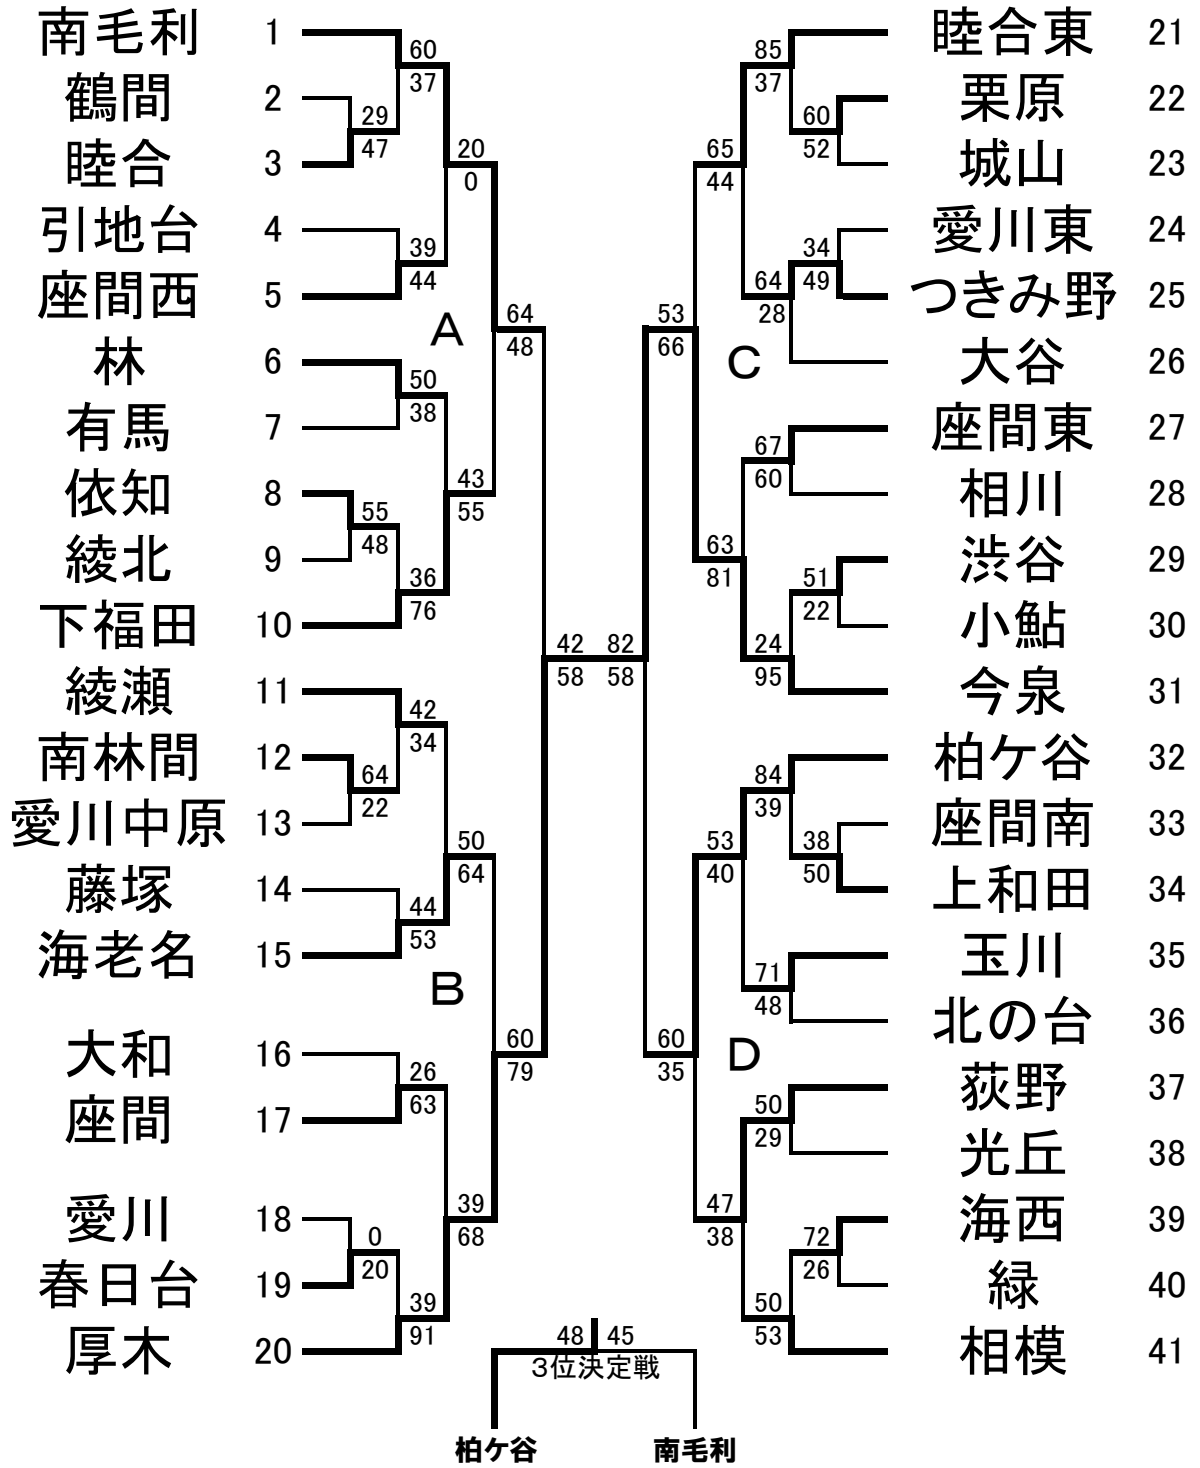 南毛利 1
鶴間 2
睦合 3
引地台 4
座間西 5
林 6
有馬 7
依知 8
綾北 9
下福田 10
綾瀬 11
南林間 12
愛川中原 13
藤塚 14
海老名 15
大和 16
座間 17
愛川 18
春日台 19
厚木 20
60
37
29
47
20
0
39
44
A
64
48
50
38
43
55
55
48
36
76
42
58
42
34
64
22
50
64
44
53
B
60
79
26
63
39
68
0
20
39
91
82
58
53
66
85
37
60
52
65
44
34
49
64
28
C
67
60
63
81
51
22
24
95
84
39
38
50
53
40
71
48
60
35
D
50
29
47
38
72
26
50
53
睦合東 21
栗原 22
城山 23
愛川東 24
つきみ野 25
大谷 26
座間東 27
相川 28
渋谷 29
小鮎 30
今泉 31
柏ケ谷 32
座間南 33
上和田 34
玉川 35
北の台 36
荻野 37
光丘 38
海西 39
緑 40
相模 41
48 45
3位決定戦
柏ケ谷 南毛利